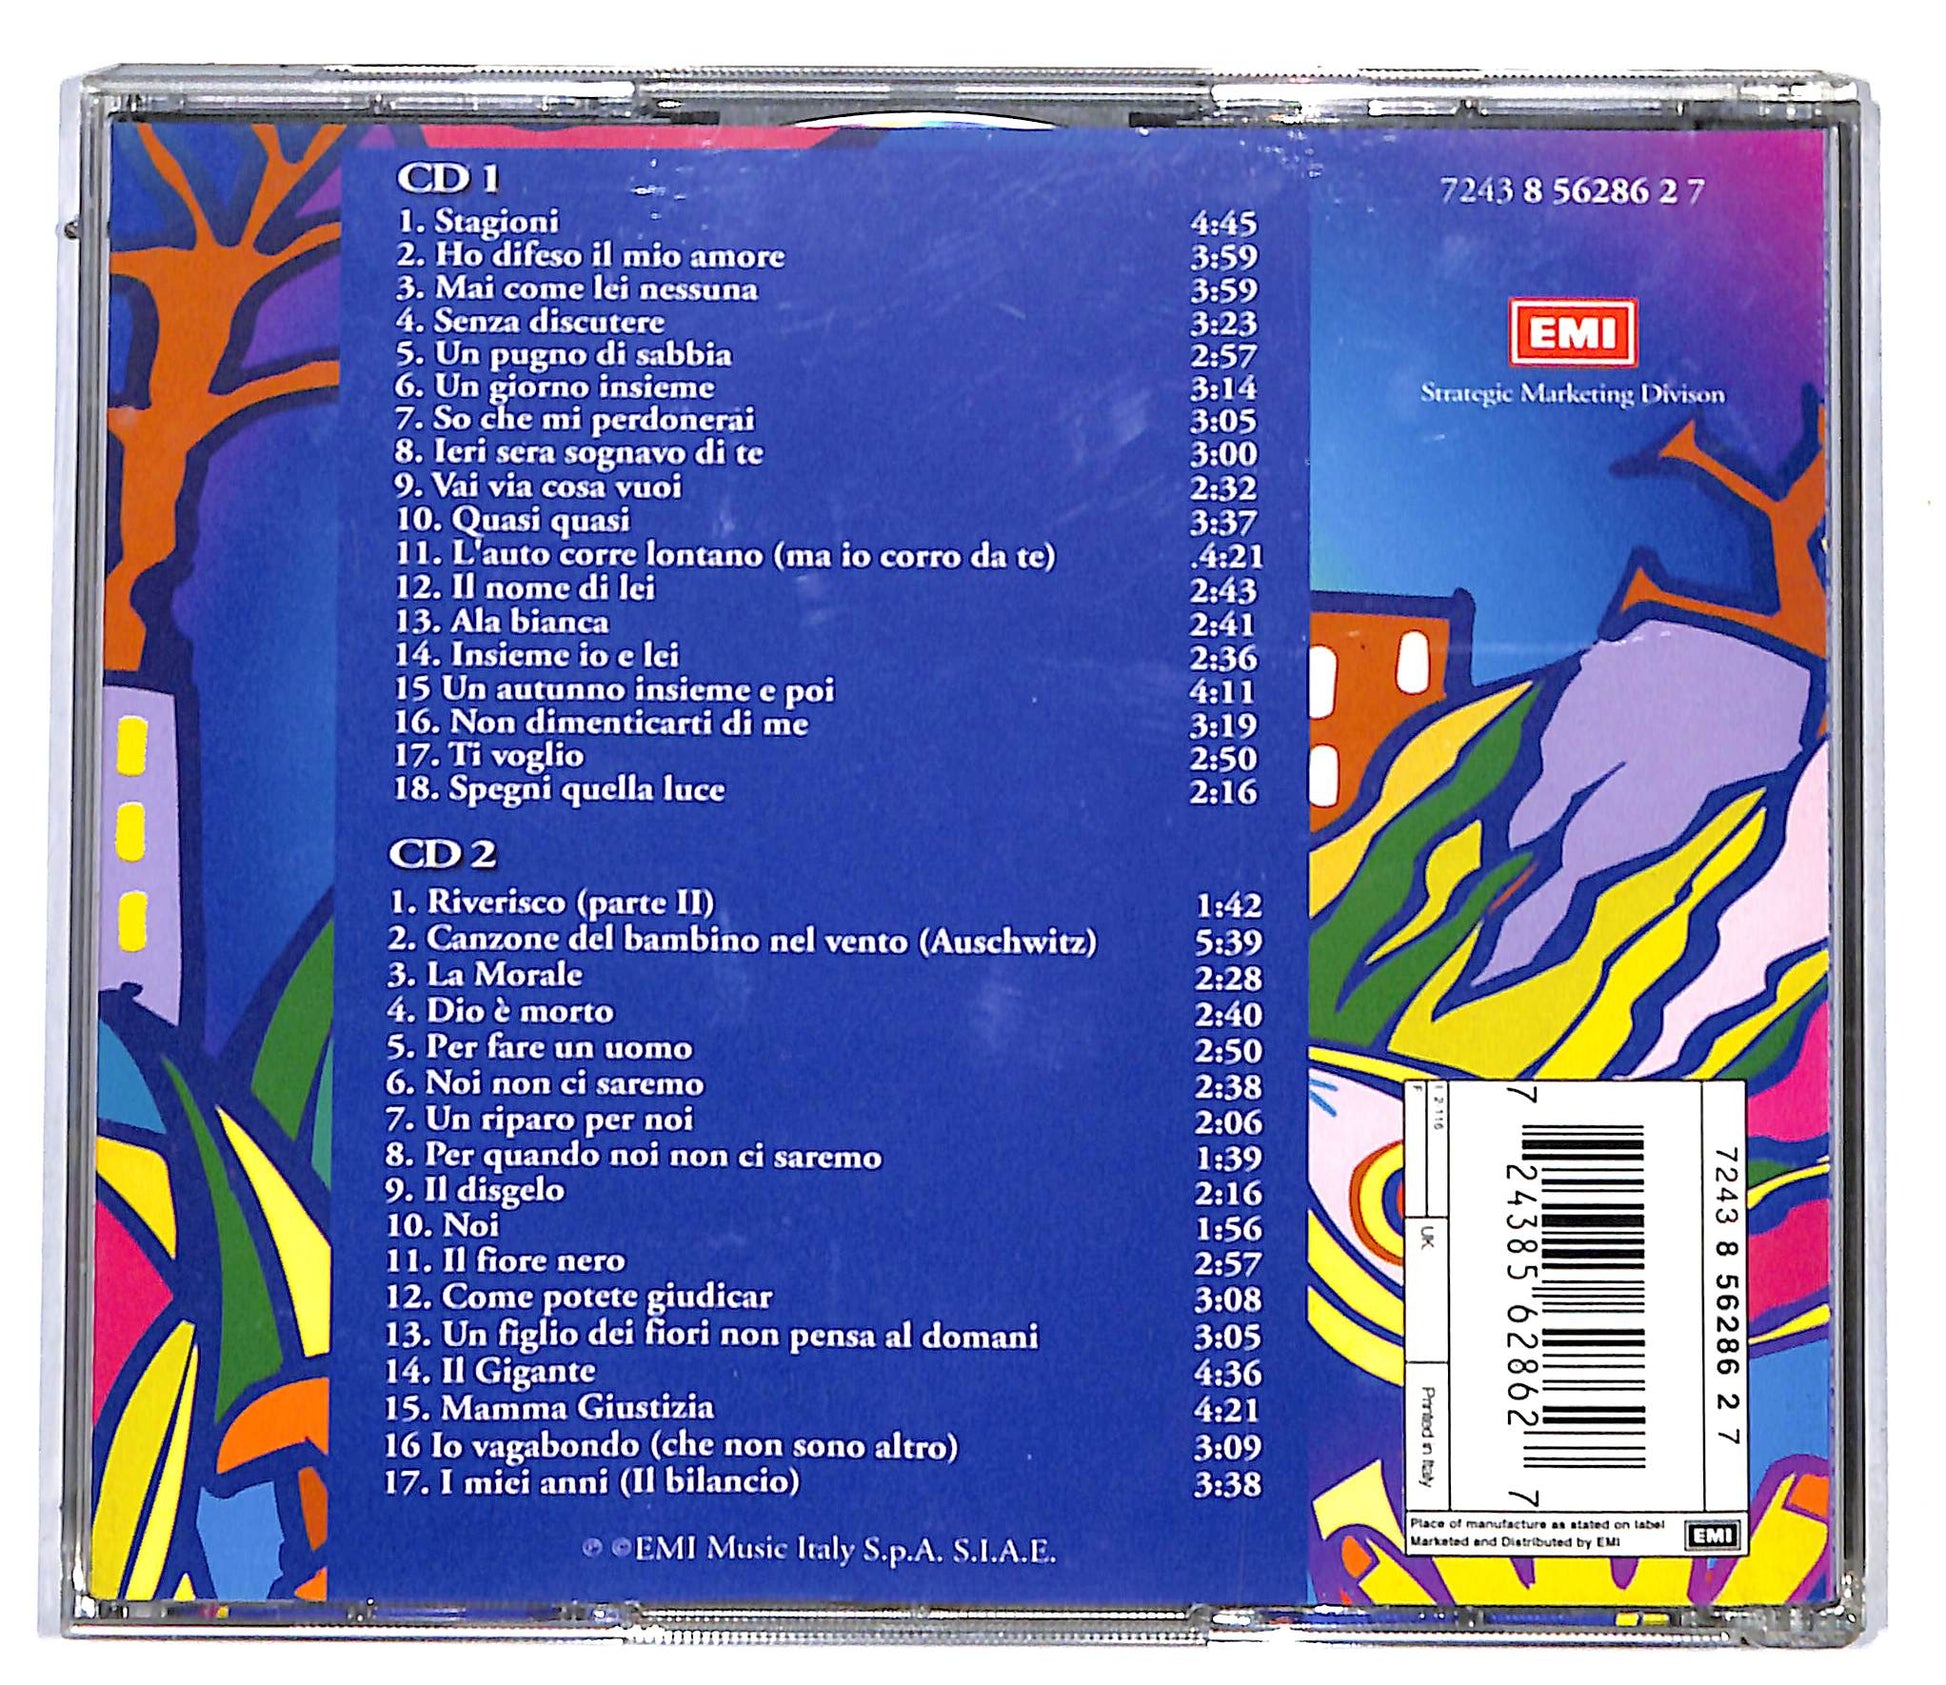 CD 1
1. Stagioni 4:45
2. Ho difeso il mio amore 3:59
3. Mai come lei nessuna 3:59
4. Senza discutere 3:23
5. Un pugno di sabbia 2:57
6. Un giorno insieme 3:14
7. So che mi perdonerai 3:05
8. Ieri sera sognavo di te 3:00
9. Vai via cosa vuoi 2:32
10. Quasi quasi 3:37
11. L'auto corre lontano (ma io corro da te) .4:21
12. Il nome di lei 2:43
13. Ala bianca 2:41
14. Insieme io e lei 2:36
15 Un autunno insieme e poi 4:11
16. Non dimenticarti di me 3:19
17. Ti voglio 2:50
18. Spegni quella luce 2:16
CD 2
1. Riverisco (parte II) 1:42
2. Canzone del bambino nel vento (Auschwitz) 5:39
3. La Morale 2:28
4. Dio è morto 2:40
5. Per fare un uomo 2:50
6. Noi non ci saremo 2:38
7. Un riparo per noi 2:06
8. Per quando noi non ci saremo 1:39
9. Il disgelo 2:16
10. Noi 1:56
11. Il fiore nero 2:57
12. Come potete giudicar 3:08
13. Un figlio dei fiori non pensa al domani 3:05
14. Il Gigante 4:36
15. Mamma Giustizia 4:21
16 Io vagabondo (che non sono altro) 3:09
17. I miei anni (Il bilancio) 3:38
℗ ©EMI Music Italy S.p.A. S.I.A.E.
7243 8 56286 2 7
EMI
Strategic Marketing Divison
7243 8 56286 2 7
7 24385 62862 7
UK
F
Printed in Italy
Place of manufacture as stated on label
Marketed and Distributed by EMI
EMI